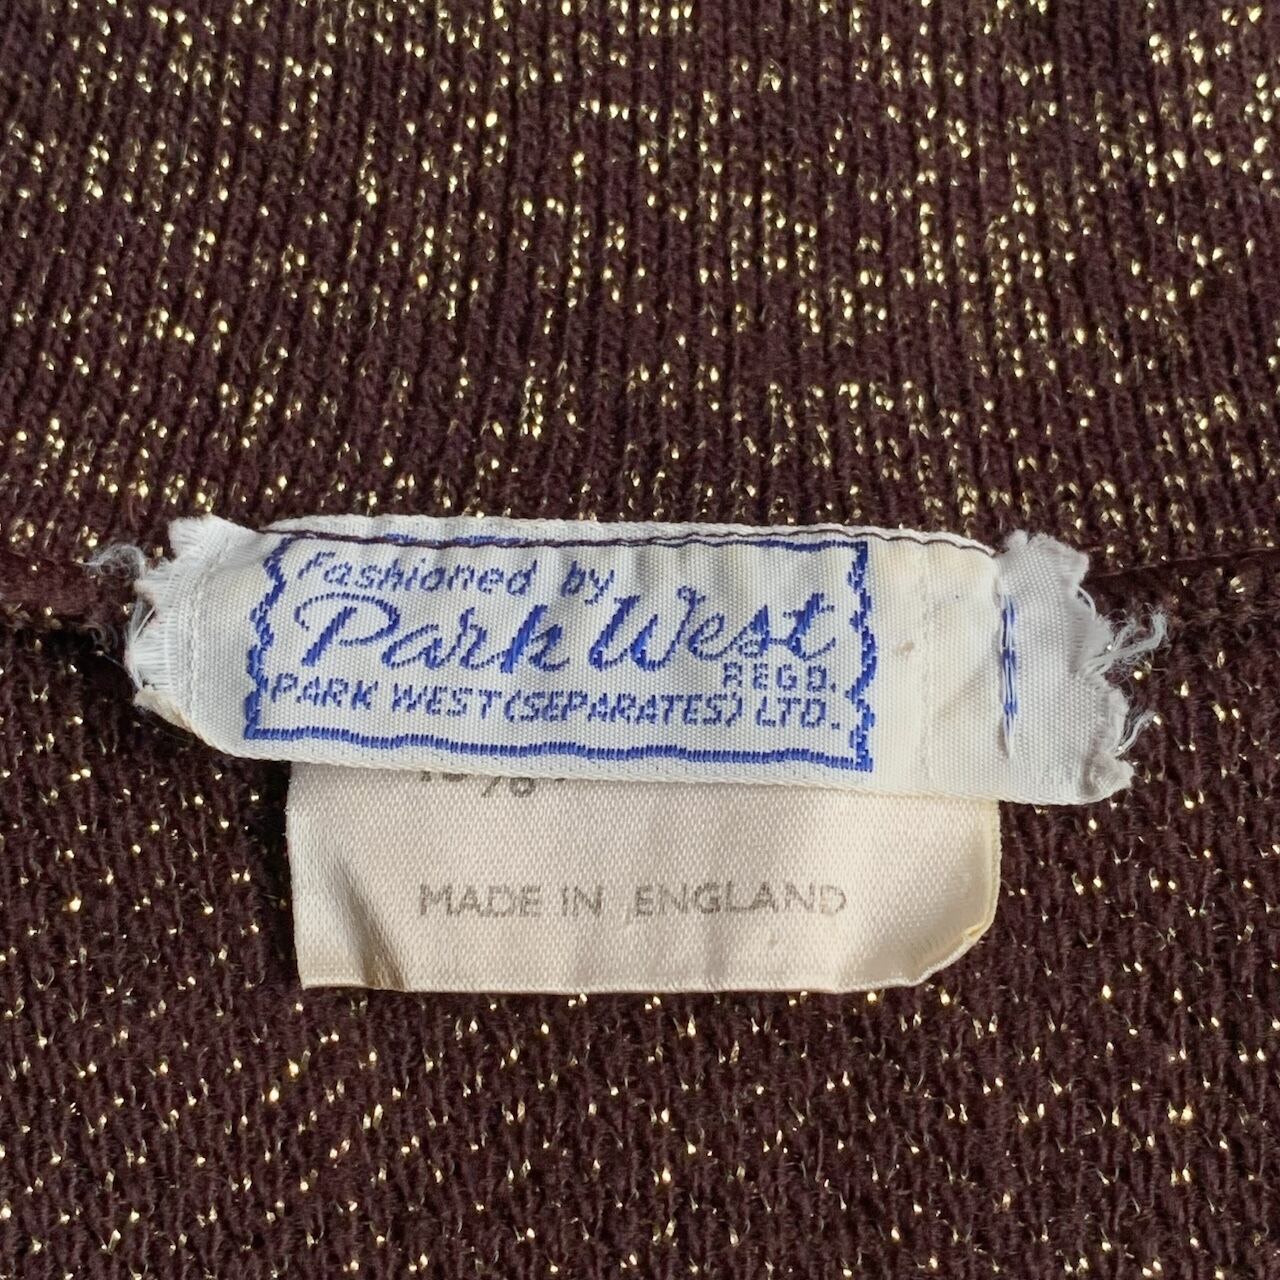 Fashioned by
Park West
REGD.
PARK WEST (SEPARATES) LTD.
%
MADE IN ENGLAND